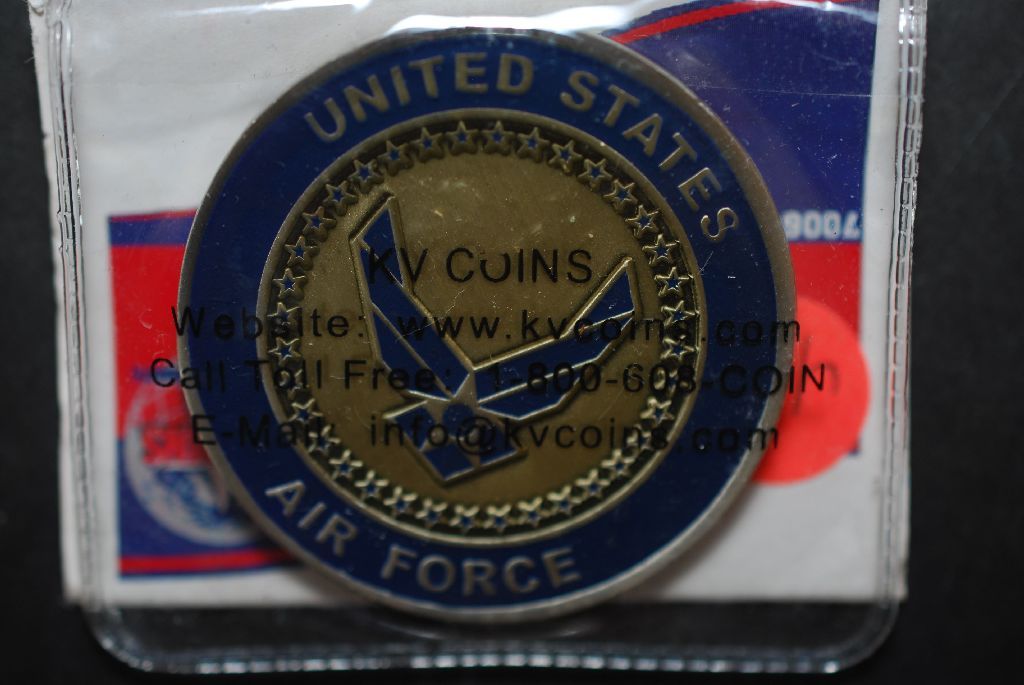 UNITED STATES
7006
KV COINS
Website: www.kvcoins.com
Call Toll Free: 1-800-608-COIN
E-Mail: info@kvcoins.com
AIR FORCE